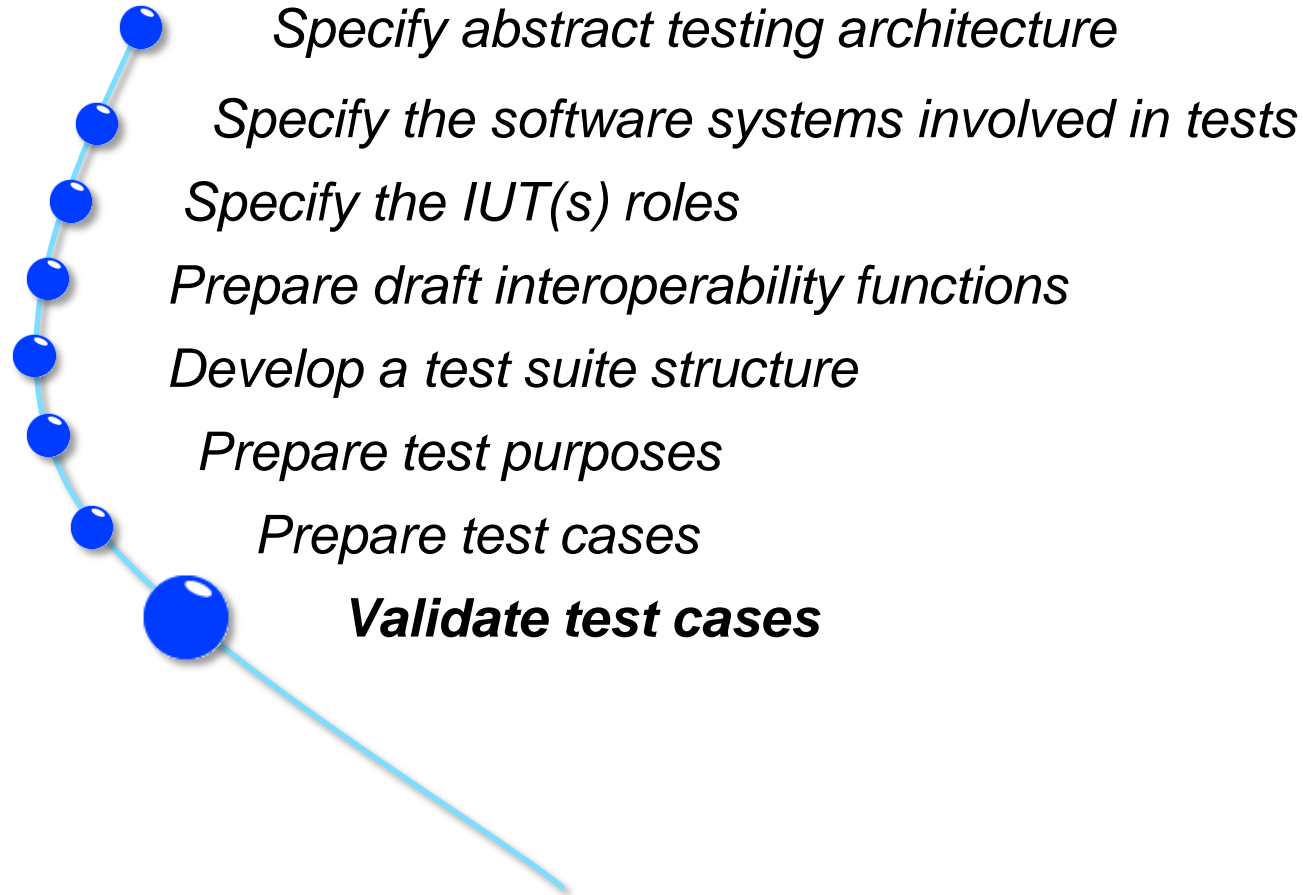 Specify abstract testing architecture
Specify the software systems involved in tests
Specify the IUT(s) roles
Prepare draft interoperability functions
Develop a test suite structure
Prepare test purposes
Prepare test cases
Validate test cases